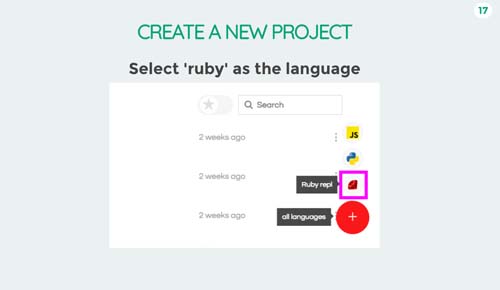 17
CREATE A NEW PROJECT
Select 'ruby' as the language
Search
2 weeks ago
JS
2 weeks ago
Ruby repl
2 weeks ago
all languages
+